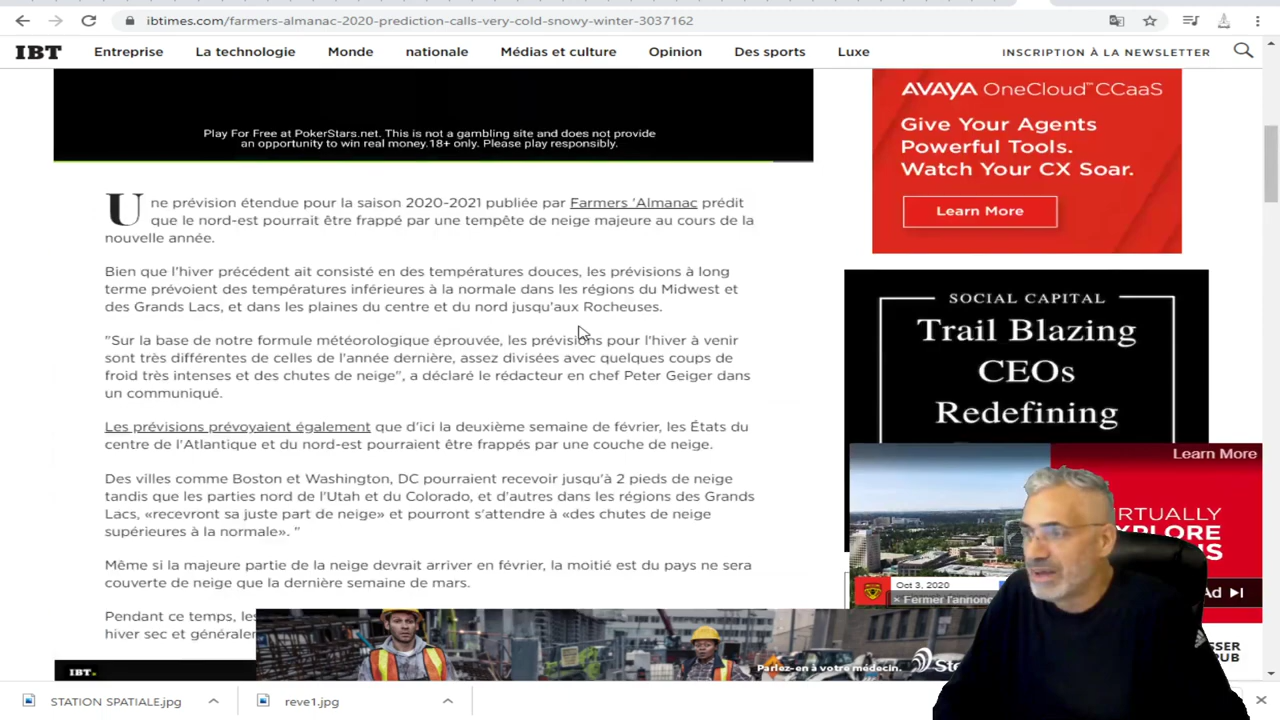 ibtimes.com/farmers-almanac-2020-prediction-calls-very-cold-snowy-winter-3037162
IBT Entreprise La technologie Monde nationale Médias et culture Opinion Des sports Luxe INSCRIPTION À LA NEWSLETTER
Play For Free at PokerStars.net. This is not a gambling site and does not provide
an opportunity to win real money.18+ only. Please play responsibly.
Une prévision étendue pour la saison 2020-2021 publiée par Farmers 'Almanac prédit
que le nord-est pourrait être frappé par une tempête de neige majeure au cours de la
nouvelle année.
Bien que l'hiver précédent ait consisté en des températures douces, les prévisions à long
terme prévoient des températures inférieures à la normale dans les régions du Midwest et
des Grands Lacs, et dans les plaines du centre et du nord jusqu'aux Rocheuses.
"Sur la base de notre formule météorologique éprouvée, les prévisions pour l'hiver à venir
sont très différentes de celles de l'année dernière, assez divisées avec quelques coups de
froid très intenses et des chutes de neige", a déclaré le rédacteur en chef Peter Geiger dans
un communiqué.
Les prévisions prévoyaient également que d'ici la deuxième semaine de février, les États du
centre de l'Atlantique et du nord-est pourraient être frappés par une couche de neige.
Des villes comme Boston et Washington, DC pourraient recevoir jusqu'à 2 pieds de neige
tandis que les parties nord de l'Utah et du Colorado, et d'autres dans les régions des Grands
Lacs, «recevront sa juste part de neige» et pourront s'attendre à «des chutes de neige
supérieures à la normale». "
Même si la majeure partie de la neige devrait arriver en février, la moitié est du pays ne sera
couverte de neige que la dernière semaine de mars.
Pendant ce temps, les
hiver sec et généralem
AVAYA OneCloud™CCaaS
Give Your Agents
Powerful Tools.
Watch Your CX Soar.
Learn More
SOCIAL CAPITAL
Trail Blazing
CEOs
Redefining
Learn More
Oct 3, 2020
× Fermer l'annonc
Ad
Parlez-en à votre médecin.
IBT.
STATION SPATIALE.jpg
reve1.jpg